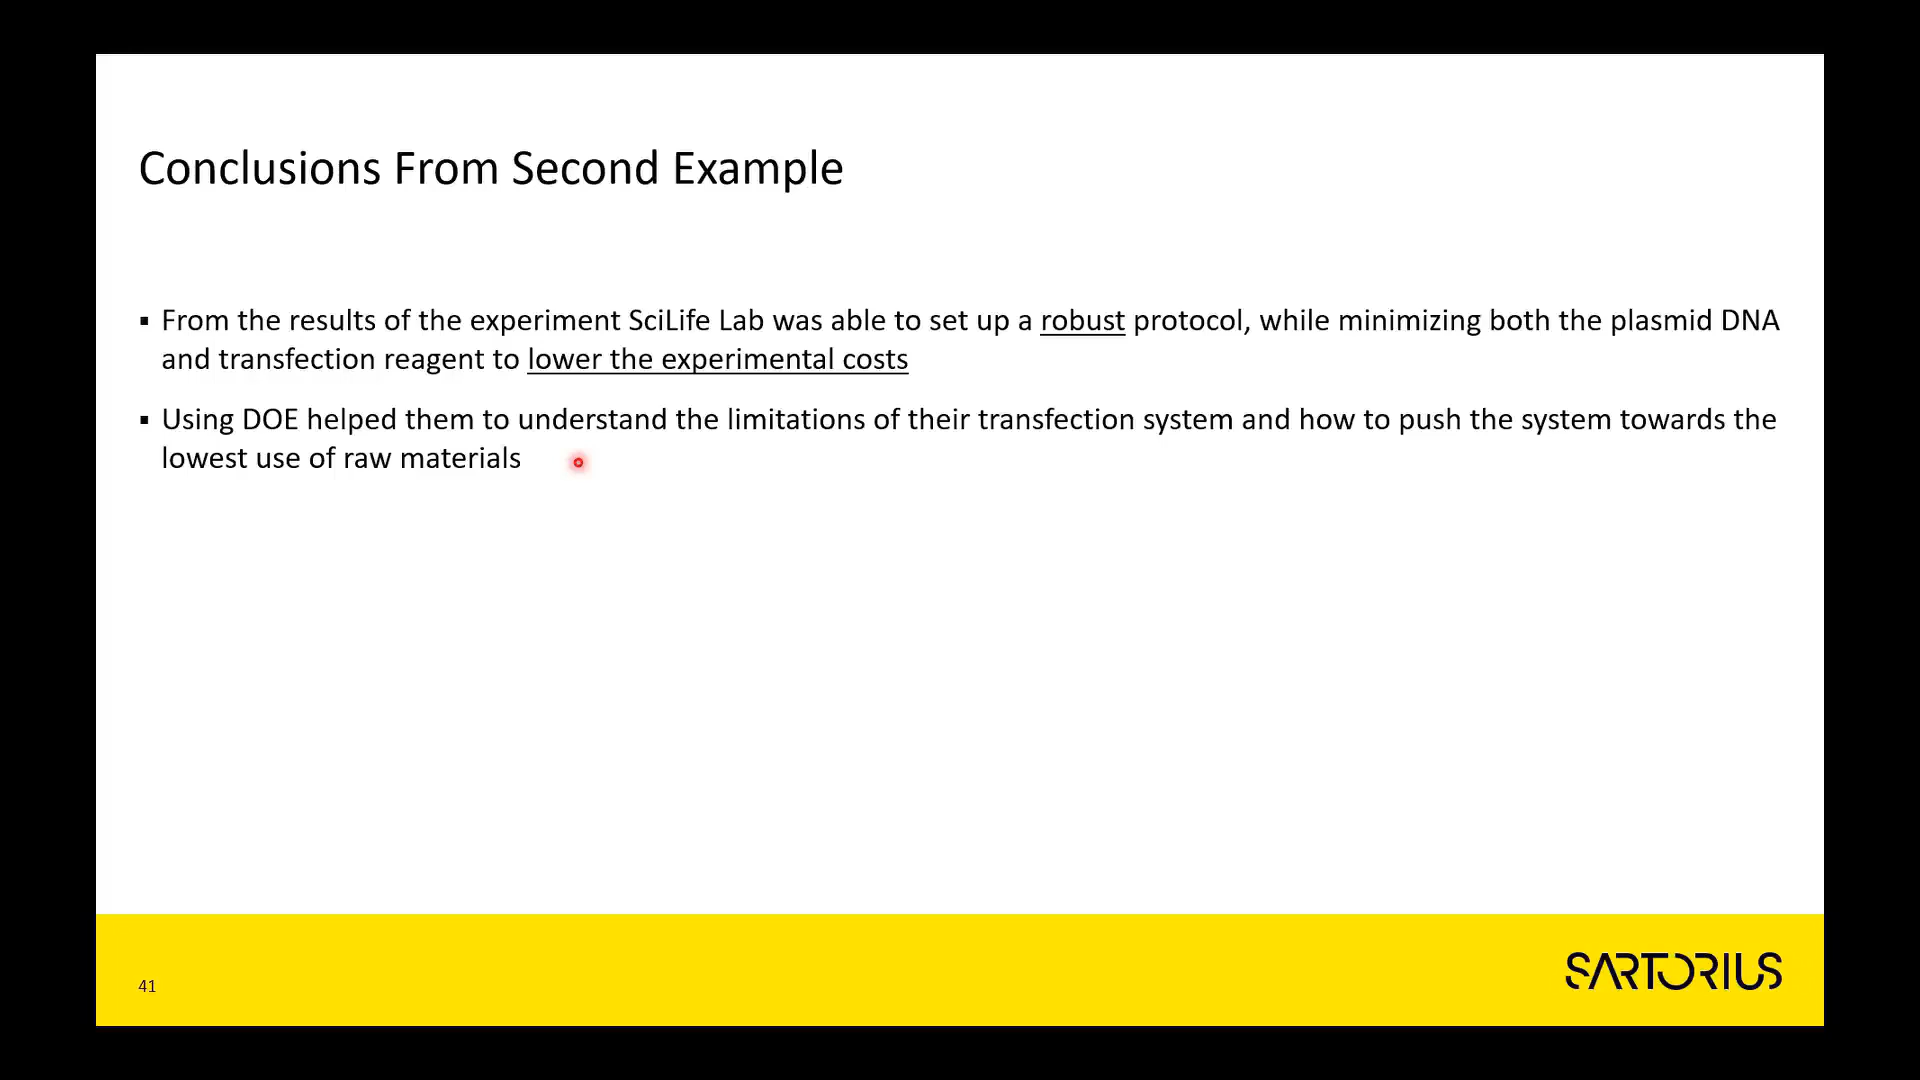 Conclusions From Second Example
▪ From the results of the experiment SciLife Lab was able to set up a robust protocol, while minimizing both the plasmid DNA
and transfection reagent to lower the experimental costs
▪ Using DOE helped them to understand the limitations of their transfection system and how to push the system towards the
lowest use of raw materials
41
SARTORIUS